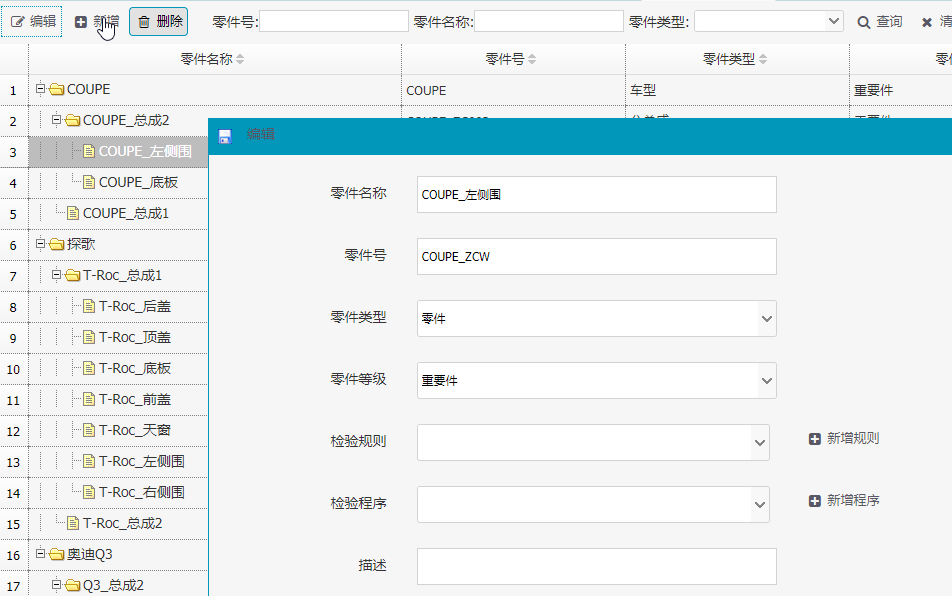 编辑 新增 删除 零件号: 零件名称: 零件类型: 查询 清
零件名称 零件号 零件类型 零
1 COUPE COUPE 车型 重要件
2 COUPE_总成2
3 COUPE_左侧围
4 COUPE_底板
5 COUPE_总成1
6 探歌
7 T-Roc_总成1
8 T-Roc_后盖
9 T-Roc_顶盖
10 T-Roc_底板
11 T-Roc_前盖
12 T-Roc_天窗
13 T-Roc_左侧围
14 T-Roc_右侧围
15 T-Roc_总成2
16 奥迪Q3
17 Q3_总成2
编辑
零件名称 COUPE_左侧围
零件号 COUPE_ZCW
零件类型 零件
零件等级 重要件
检验规则 新增规则
检验程序 新增程序
描述